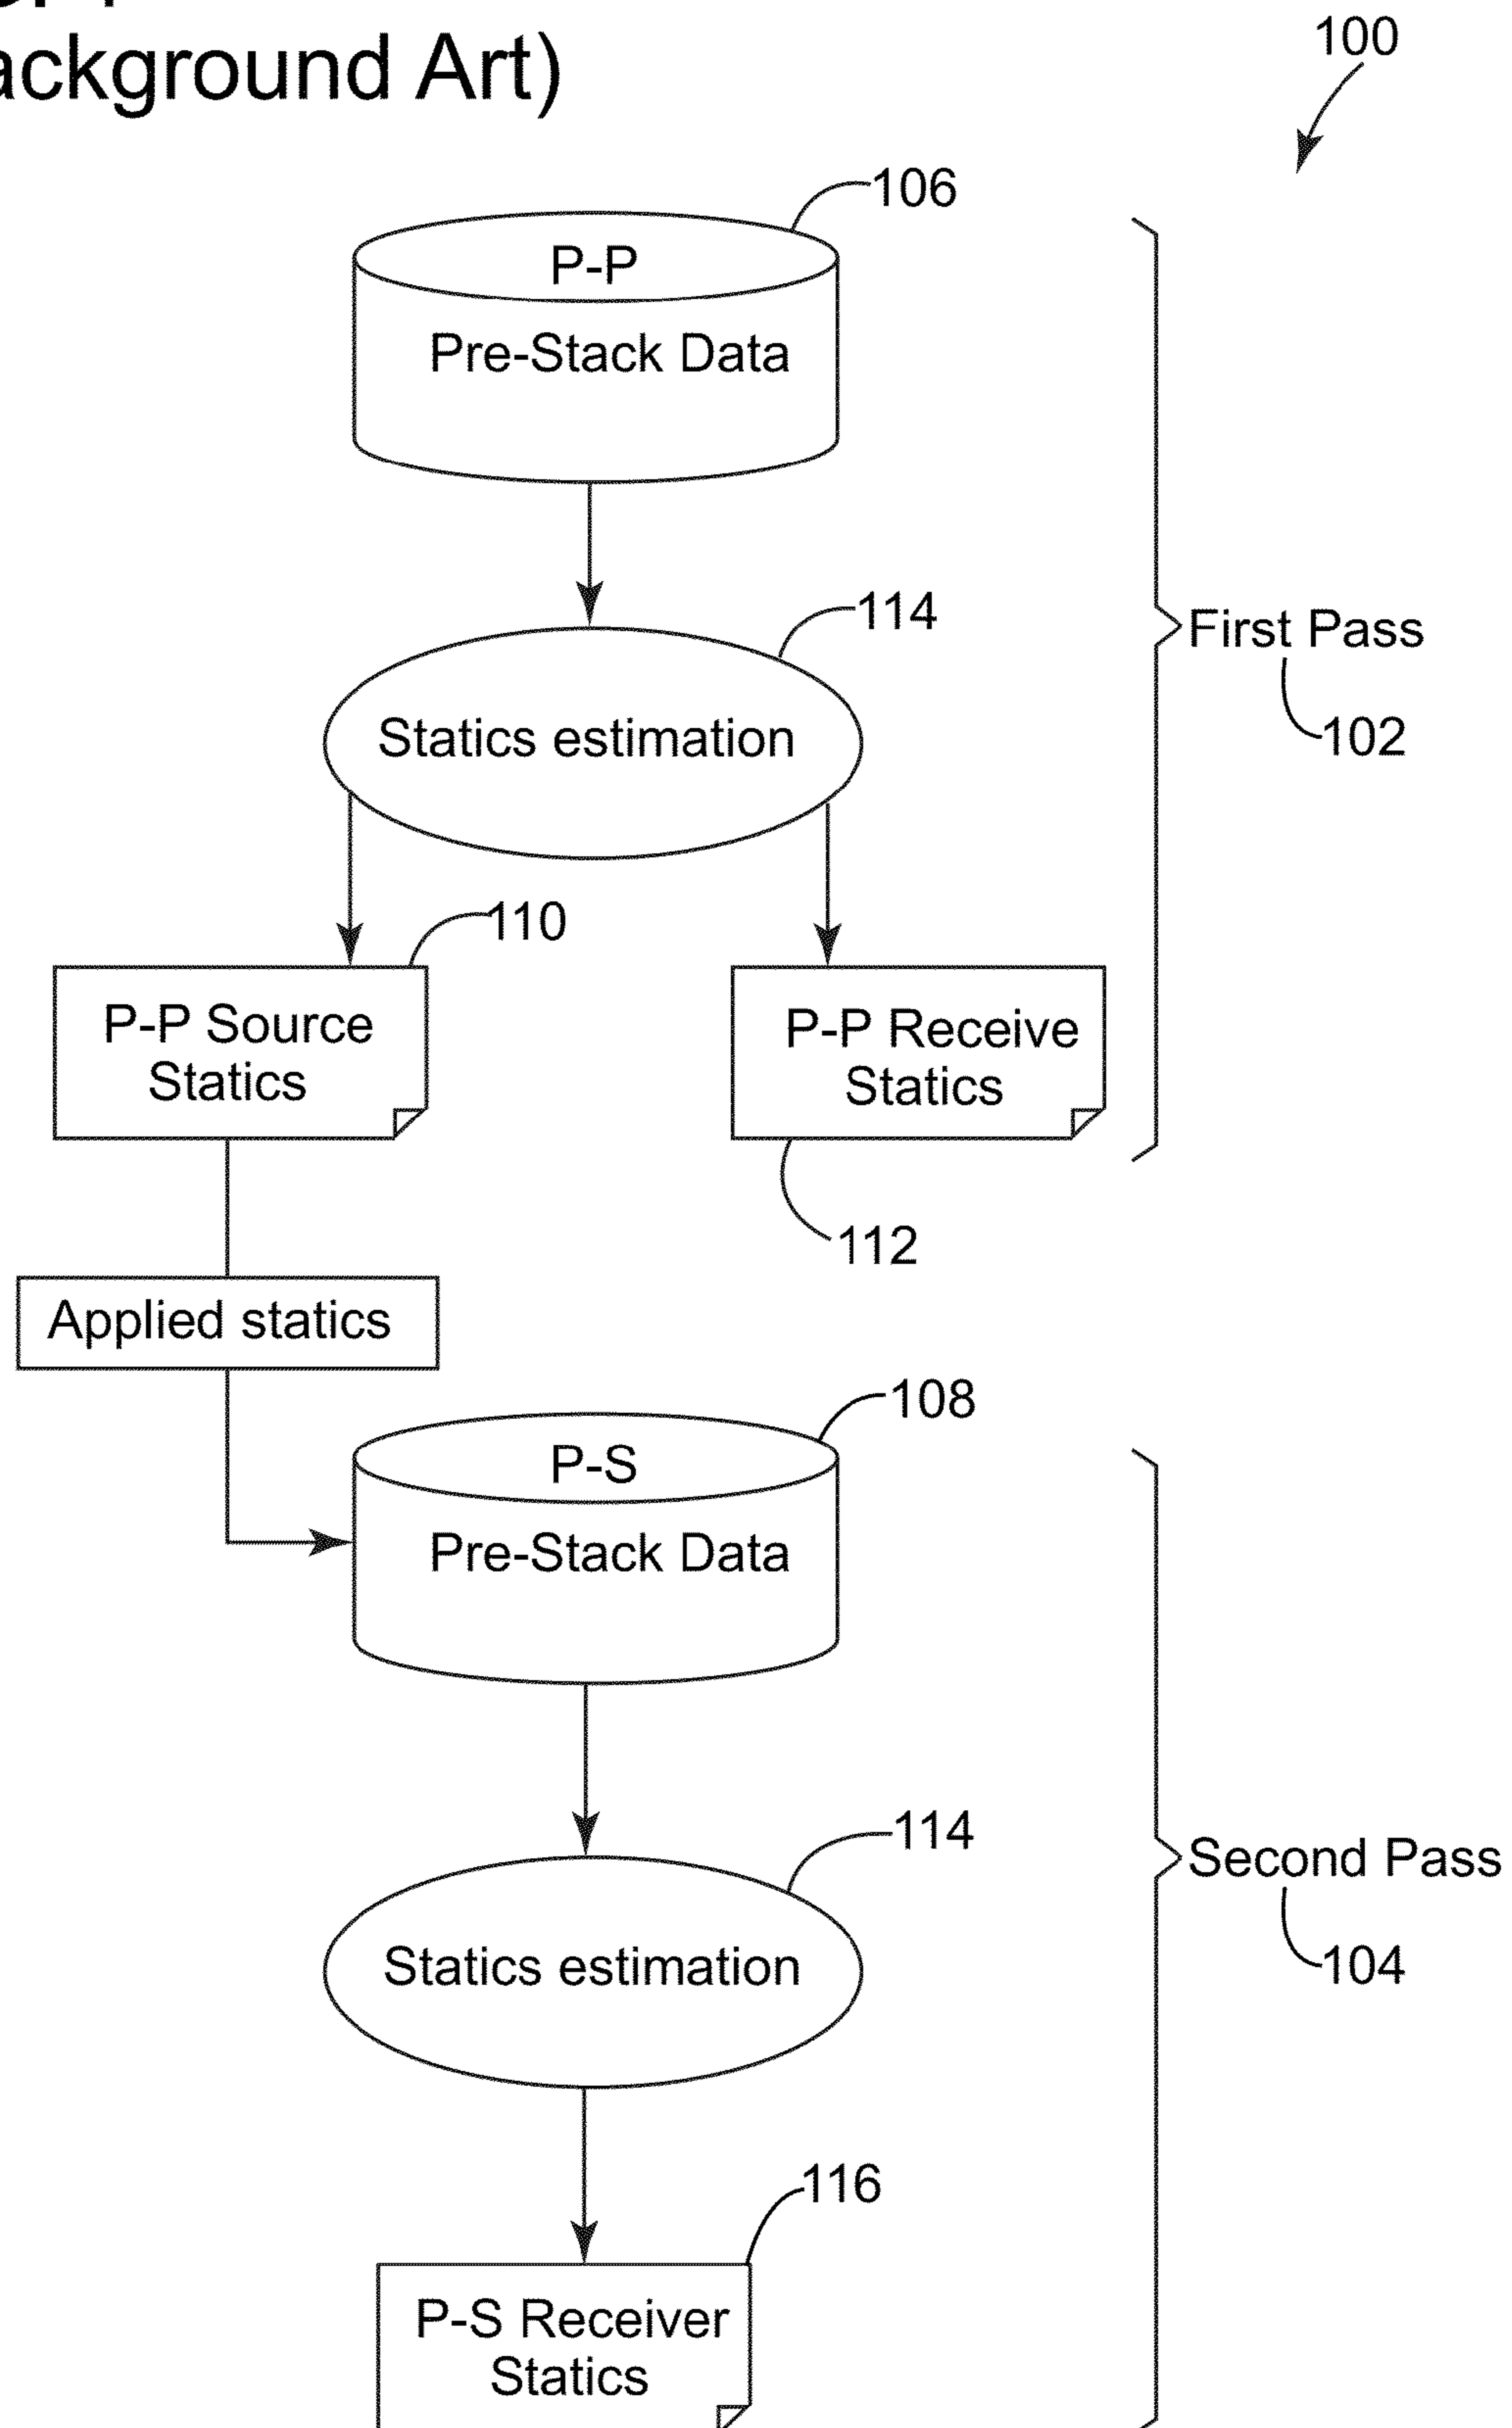 ackground Art)
100
106
P-P
Pre-Stack Data
114
Statics estimation
First Pass
102
110
P-P Source
Statics
P-P Receive
Statics
112
Applied statics
108
P-S
Pre-Stack Data
114
Statics estimation
Second Pass
104
116
P-S Receiver
Statics